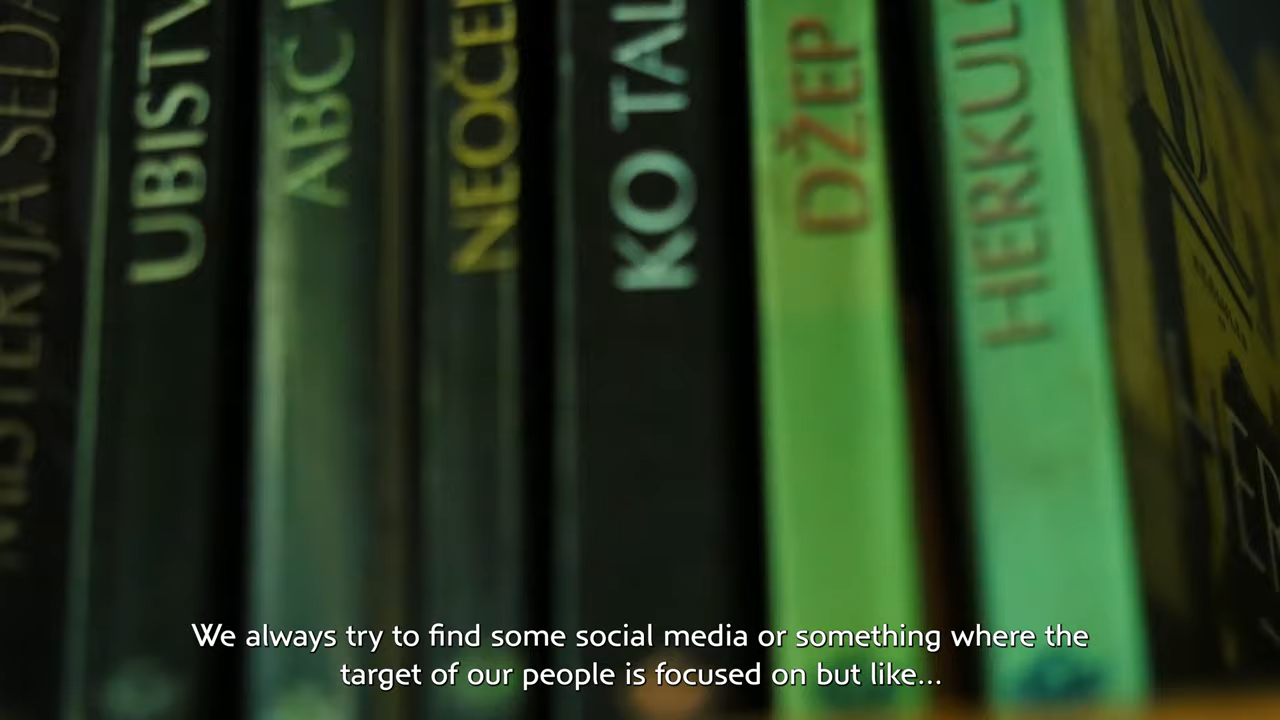 MISTERIJA SEDA
UBISTV
ABC
NEOČE
KO TAL
DŽEP
HERKUL
We always try to find some social media or something where the
target of our people is focused on but like...